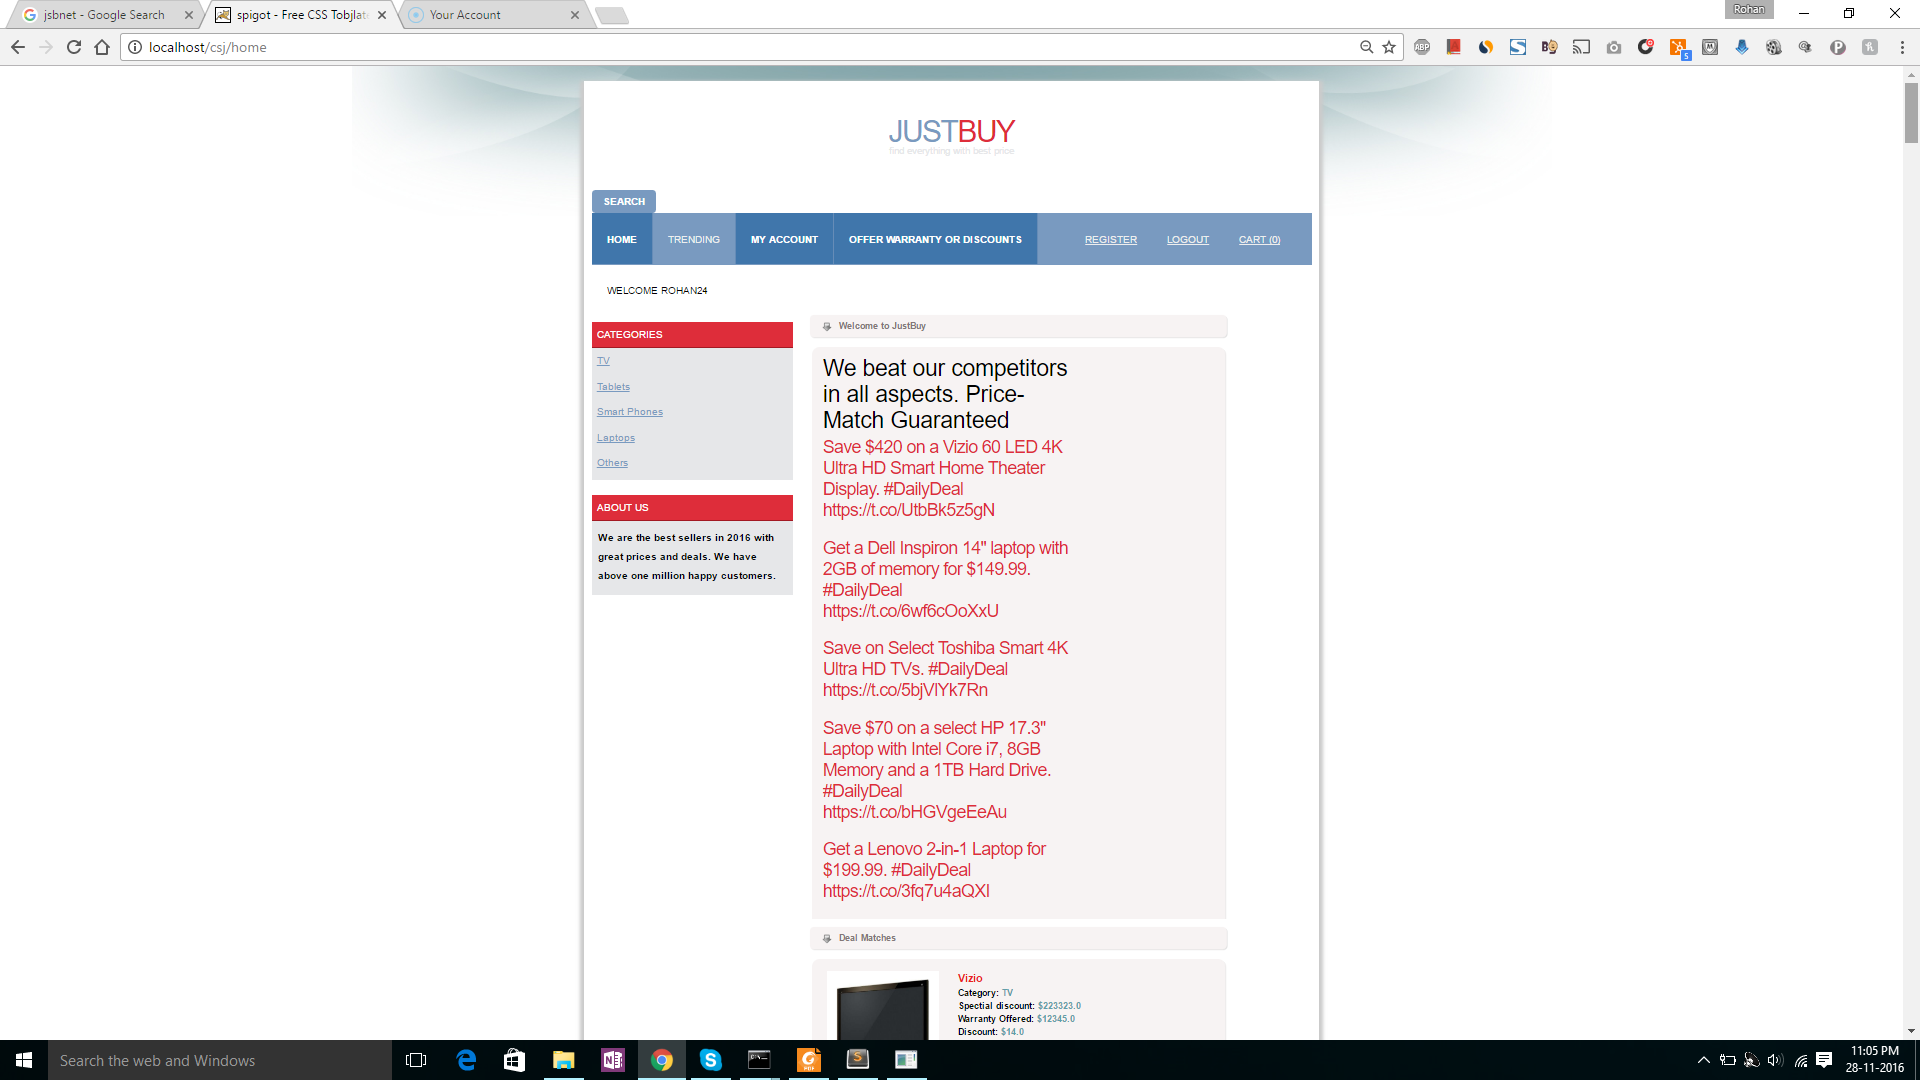 jsbnet - Google Search
spigot - Free CSS Tobjlat
Your Account
Rohan
localhost/csj/home
JUSTBUY
find everything with best price
SEARCH
HOME
TRENDING
MY ACCOUNT
OFFER WARRANTY OR DISCOUNTS
REGISTER
LOGOUT
CART (0)
WELCOME ROHAN24
CATEGORIES
TV
Tablets
Smart Phones
Laptops
Others
ABOUT US
We are the best sellers in 2016 with
great prices and deals. We have
above one million happy customers.
Welcome to JustBuy
We beat our competitors
in all aspects. Price-
Match Guaranteed
Save $420 on a Vizio 60 LED 4K
Ultra HD Smart Home Theater
Display. #DailyDeal
https://t.co/UtbBk5z5gN
Get a Dell Inspiron 14" laptop with
2GB of memory for $149.99.
#DailyDeal
https://t.co/6wf6cOoXxU
Save on Select Toshiba Smart 4K
Ultra HD TVs. #DailyDeal
https://t.co/5bjVlYk7Rn
Save $70 on a select HP 17.3"
Laptop with Intel Core i7, 8GB
Memory and a 1TB Hard Drive.
#DailyDeal
https://t.co/bHGVgeEeAu
Get a Lenovo 2-in-1 Laptop for
$199.99. #DailyDeal
https://t.co/3fq7u4aQXI
Deal Matches
Vizio
Category: TV
Spectial discount: $223323.0
Warranty Offered: $12345.0
Discount: $14.0
Search the web and Windows
11:05 PM
28-11-2016